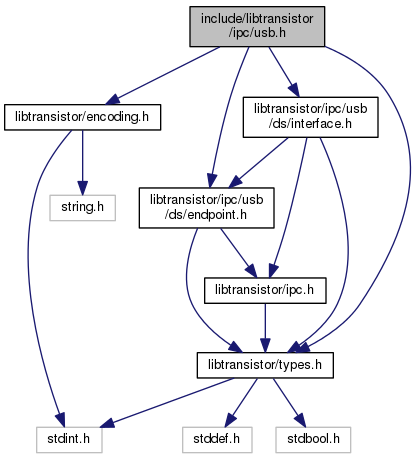 include/libtransistor
/ipc/usb.h
libtransistor/encoding.h
libtransistor/ipc/usb
/ds/interface.h
string.h
libtransistor/ipc/usb
/ds/endpoint.h
libtransistor/ipc.h
libtransistor/types.h
stdint.h
stddef.h
stdbool.h